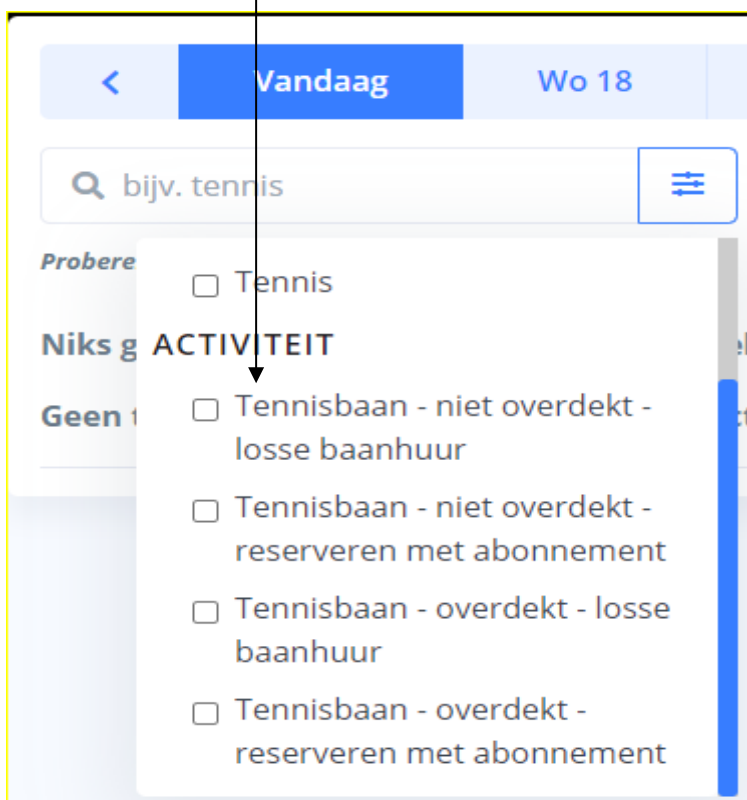 Vandaag Wo 18
bijv. tennis
Probere
Tennis
Niks g ACTIVITEIT
Geen
Tennisbaan - niet overdekt -
losse baanhuur
Tennisbaan - niet overdekt -
reserveren met abonnement
Tennisbaan - overdekt - losse
baanhuur
Tennisbaan - overdekt -
reserveren met abonnement